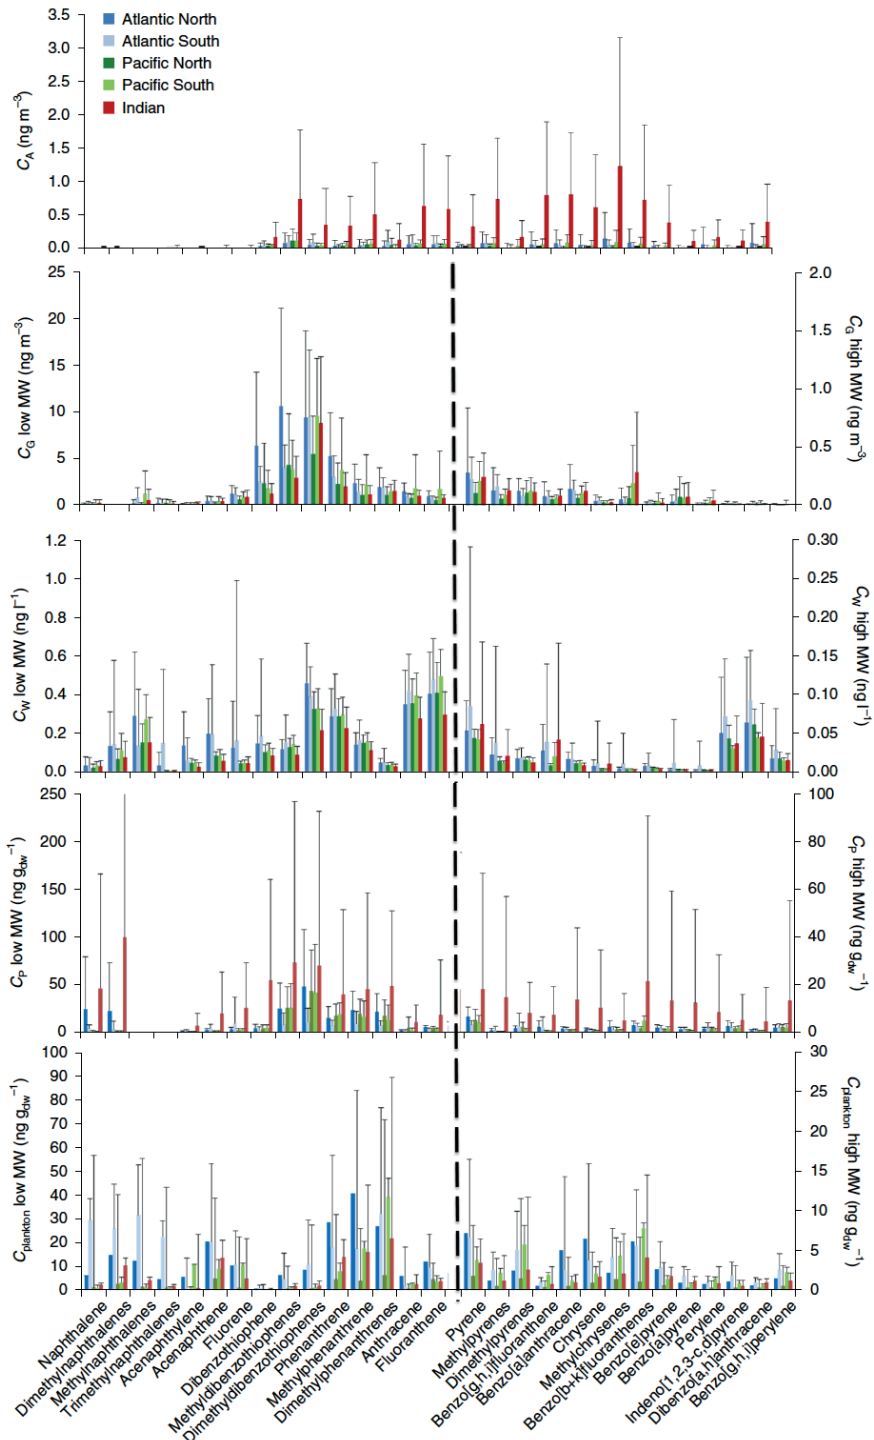 3.5
3.0
2.5
2.0
1.5
1.0
0.5
0.0
C_A (ng m⁻³)
Atlantic North
Atlantic South
Pacific North
Pacific South
Indian
25
20
15
10
5
0
C_G low MW (ng m⁻³)
2.0
1.5
1.0
0.5
0.0
C_G high MW (ng m⁻³)
1.2
1.0
0.8
0.6
0.4
0.2
0.0
C_W low MW (ng l⁻¹)
0.30
0.25
0.20
0.15
0.10
0.05
0.00
C_W high MW (ng l⁻¹)
250
200
150
100
50
0
C_P low MW (ng g_dw⁻¹)
100
80
60
40
20
0
C_P high MW (ng g_dw⁻¹)
100
90
80
70
60
50
40
30
20
10
0
C_plankton low MW (ng g_dw⁻¹)
30
25
20
15
10
5
0
C_plankton high MW (ng g_dw⁻¹)
Naphthalene
Dimethylnaphthalenes
Methylnaphthalenes
Trimethylnaphthalenes
Acenaphthylene
Acenaphthene
Fluorene
Dibenzothiophene
Methyldibenzothiophenes
Dimethyldibenzothiophenes
Phenanthrene
Methylphenanthrene
Dimethylphenanthrenes
Anthracene
Fluoranthene
Pyrene
Methylpyrenes
Dimethylpyrenes
Benzo[g,h,i]fluoranthene
Benzo[a]anthracene
Chrysene
Methylchrysenes
Benzo[b+k]fluoranthenes
Benzo[e]pyrene
Benzo[a]pyrene
Perylene
Indeno[1,2,3-c,d]pyrene
Dibenzo[a,h]anthracene
Benzo[g,h,i]perylene